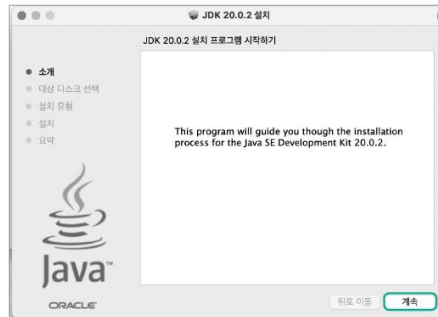 JDK 20.0.2 설치
JDK 20.0.2 설치 프로그램 시작하기
소개
대상 디스크 선택
설치 유형
설치
요약
This program will guide you though the installation
process for the Java SE Development Kit 20.0.2.
Java™
ORACLE
뒤로 이동
계속